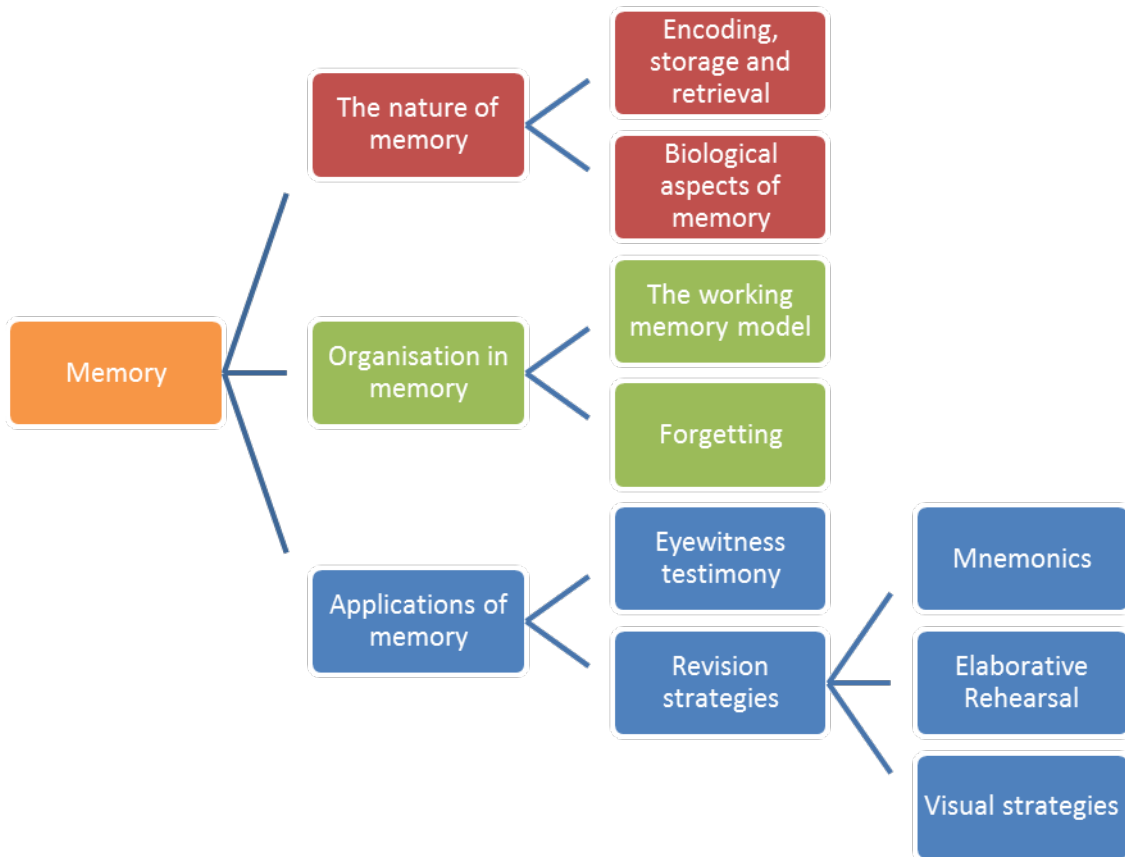 Memory
The nature of
memory
Encoding,
storage and
retrieval
Biological
aspects of
memory
Organisation in
memory
The working
memory model
Forgetting
Applications of
memory
Eyewitness
testimony
Revision
strategies
Mnemonics
Elaborative
Rehearsal
Visual strategies